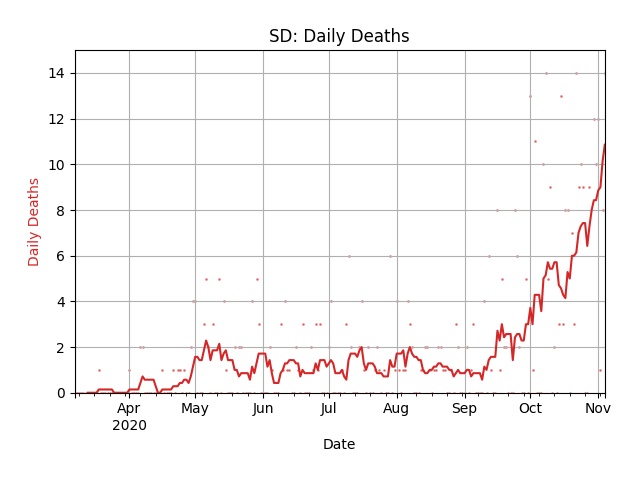 SD: Daily Deaths
14
12
10
8
6
4
2
0
Daily Deaths
Apr
2020
May
Jun
Jul
Aug
Sep
Oct
Nov
Date